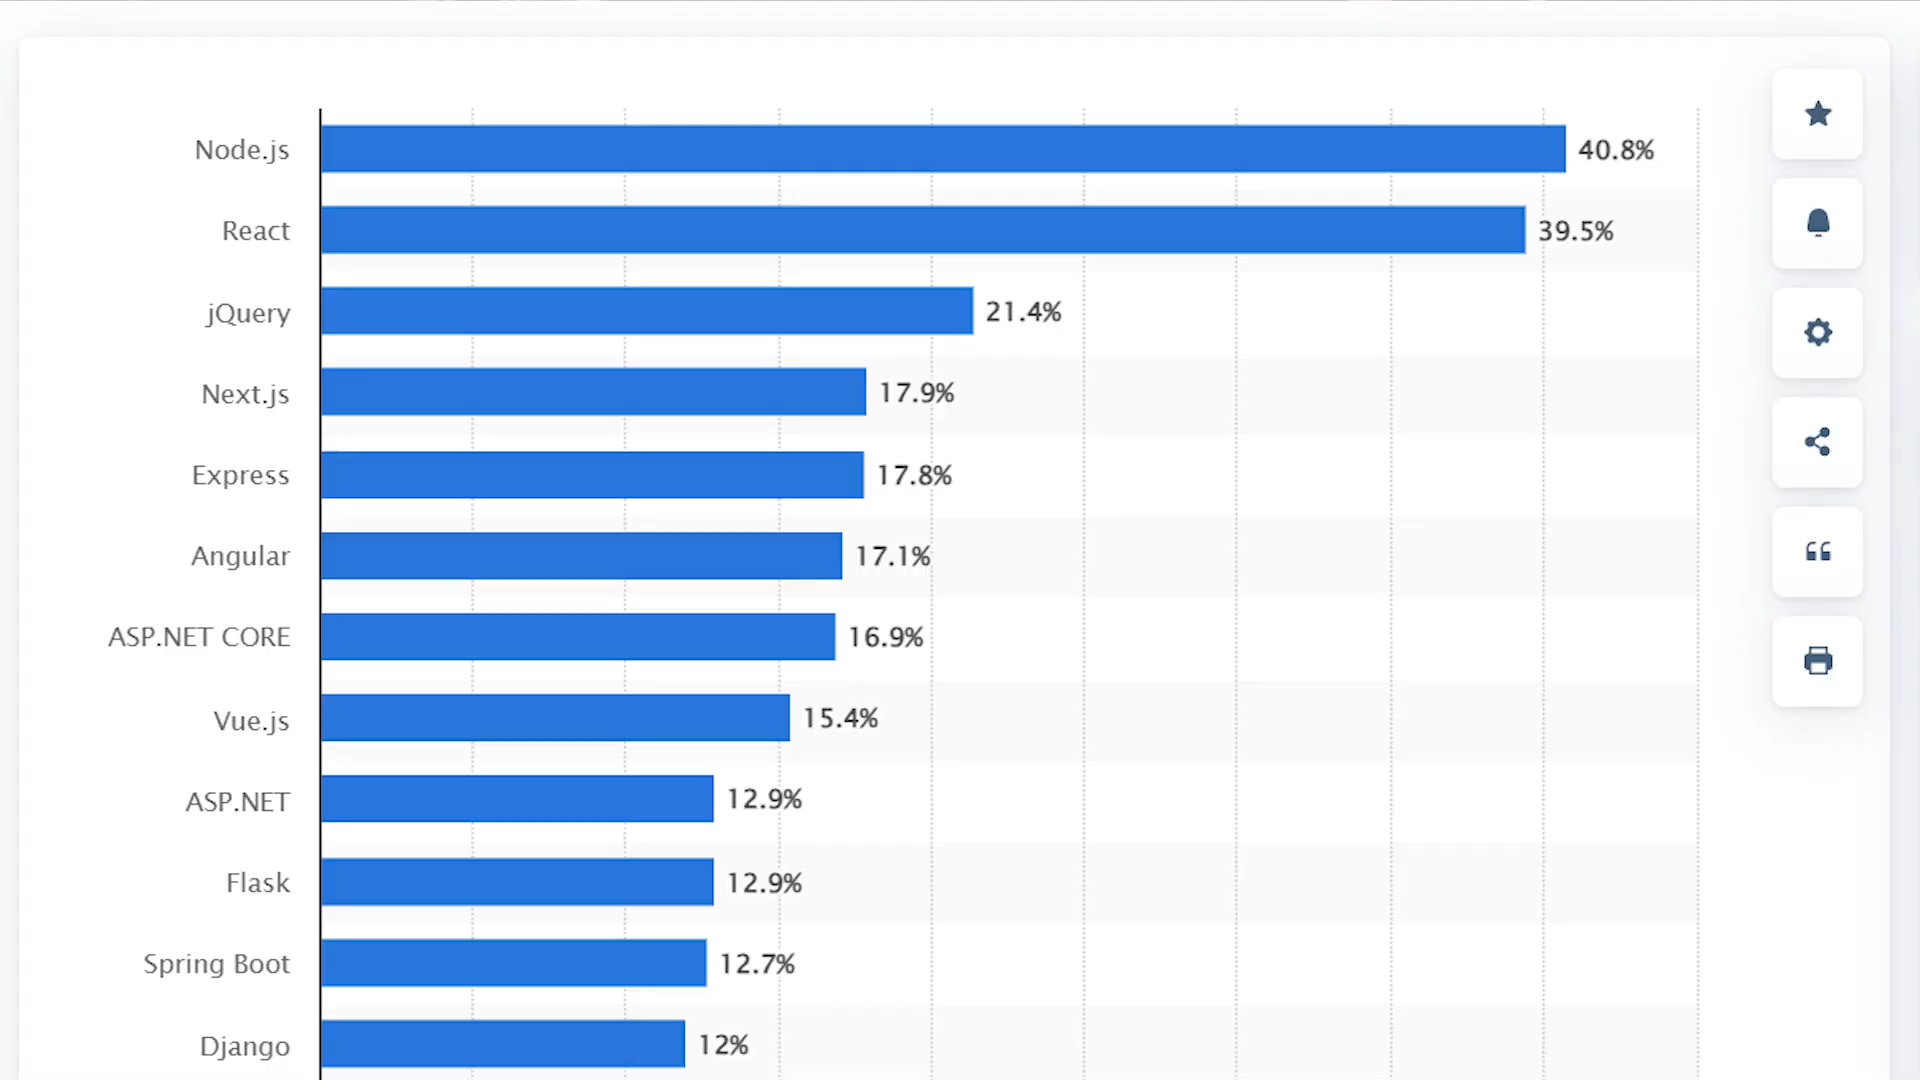 Node.js 40.8%
React 39.5%
jQuery 21.4%
Next.js 17.9%
Express 17.8%
Angular 17.1%
ASP.NET CORE 16.9%
Vue.js 15.4%
ASP.NET 12.9%
Flask 12.9%
Spring Boot 12.7%
Django 12%